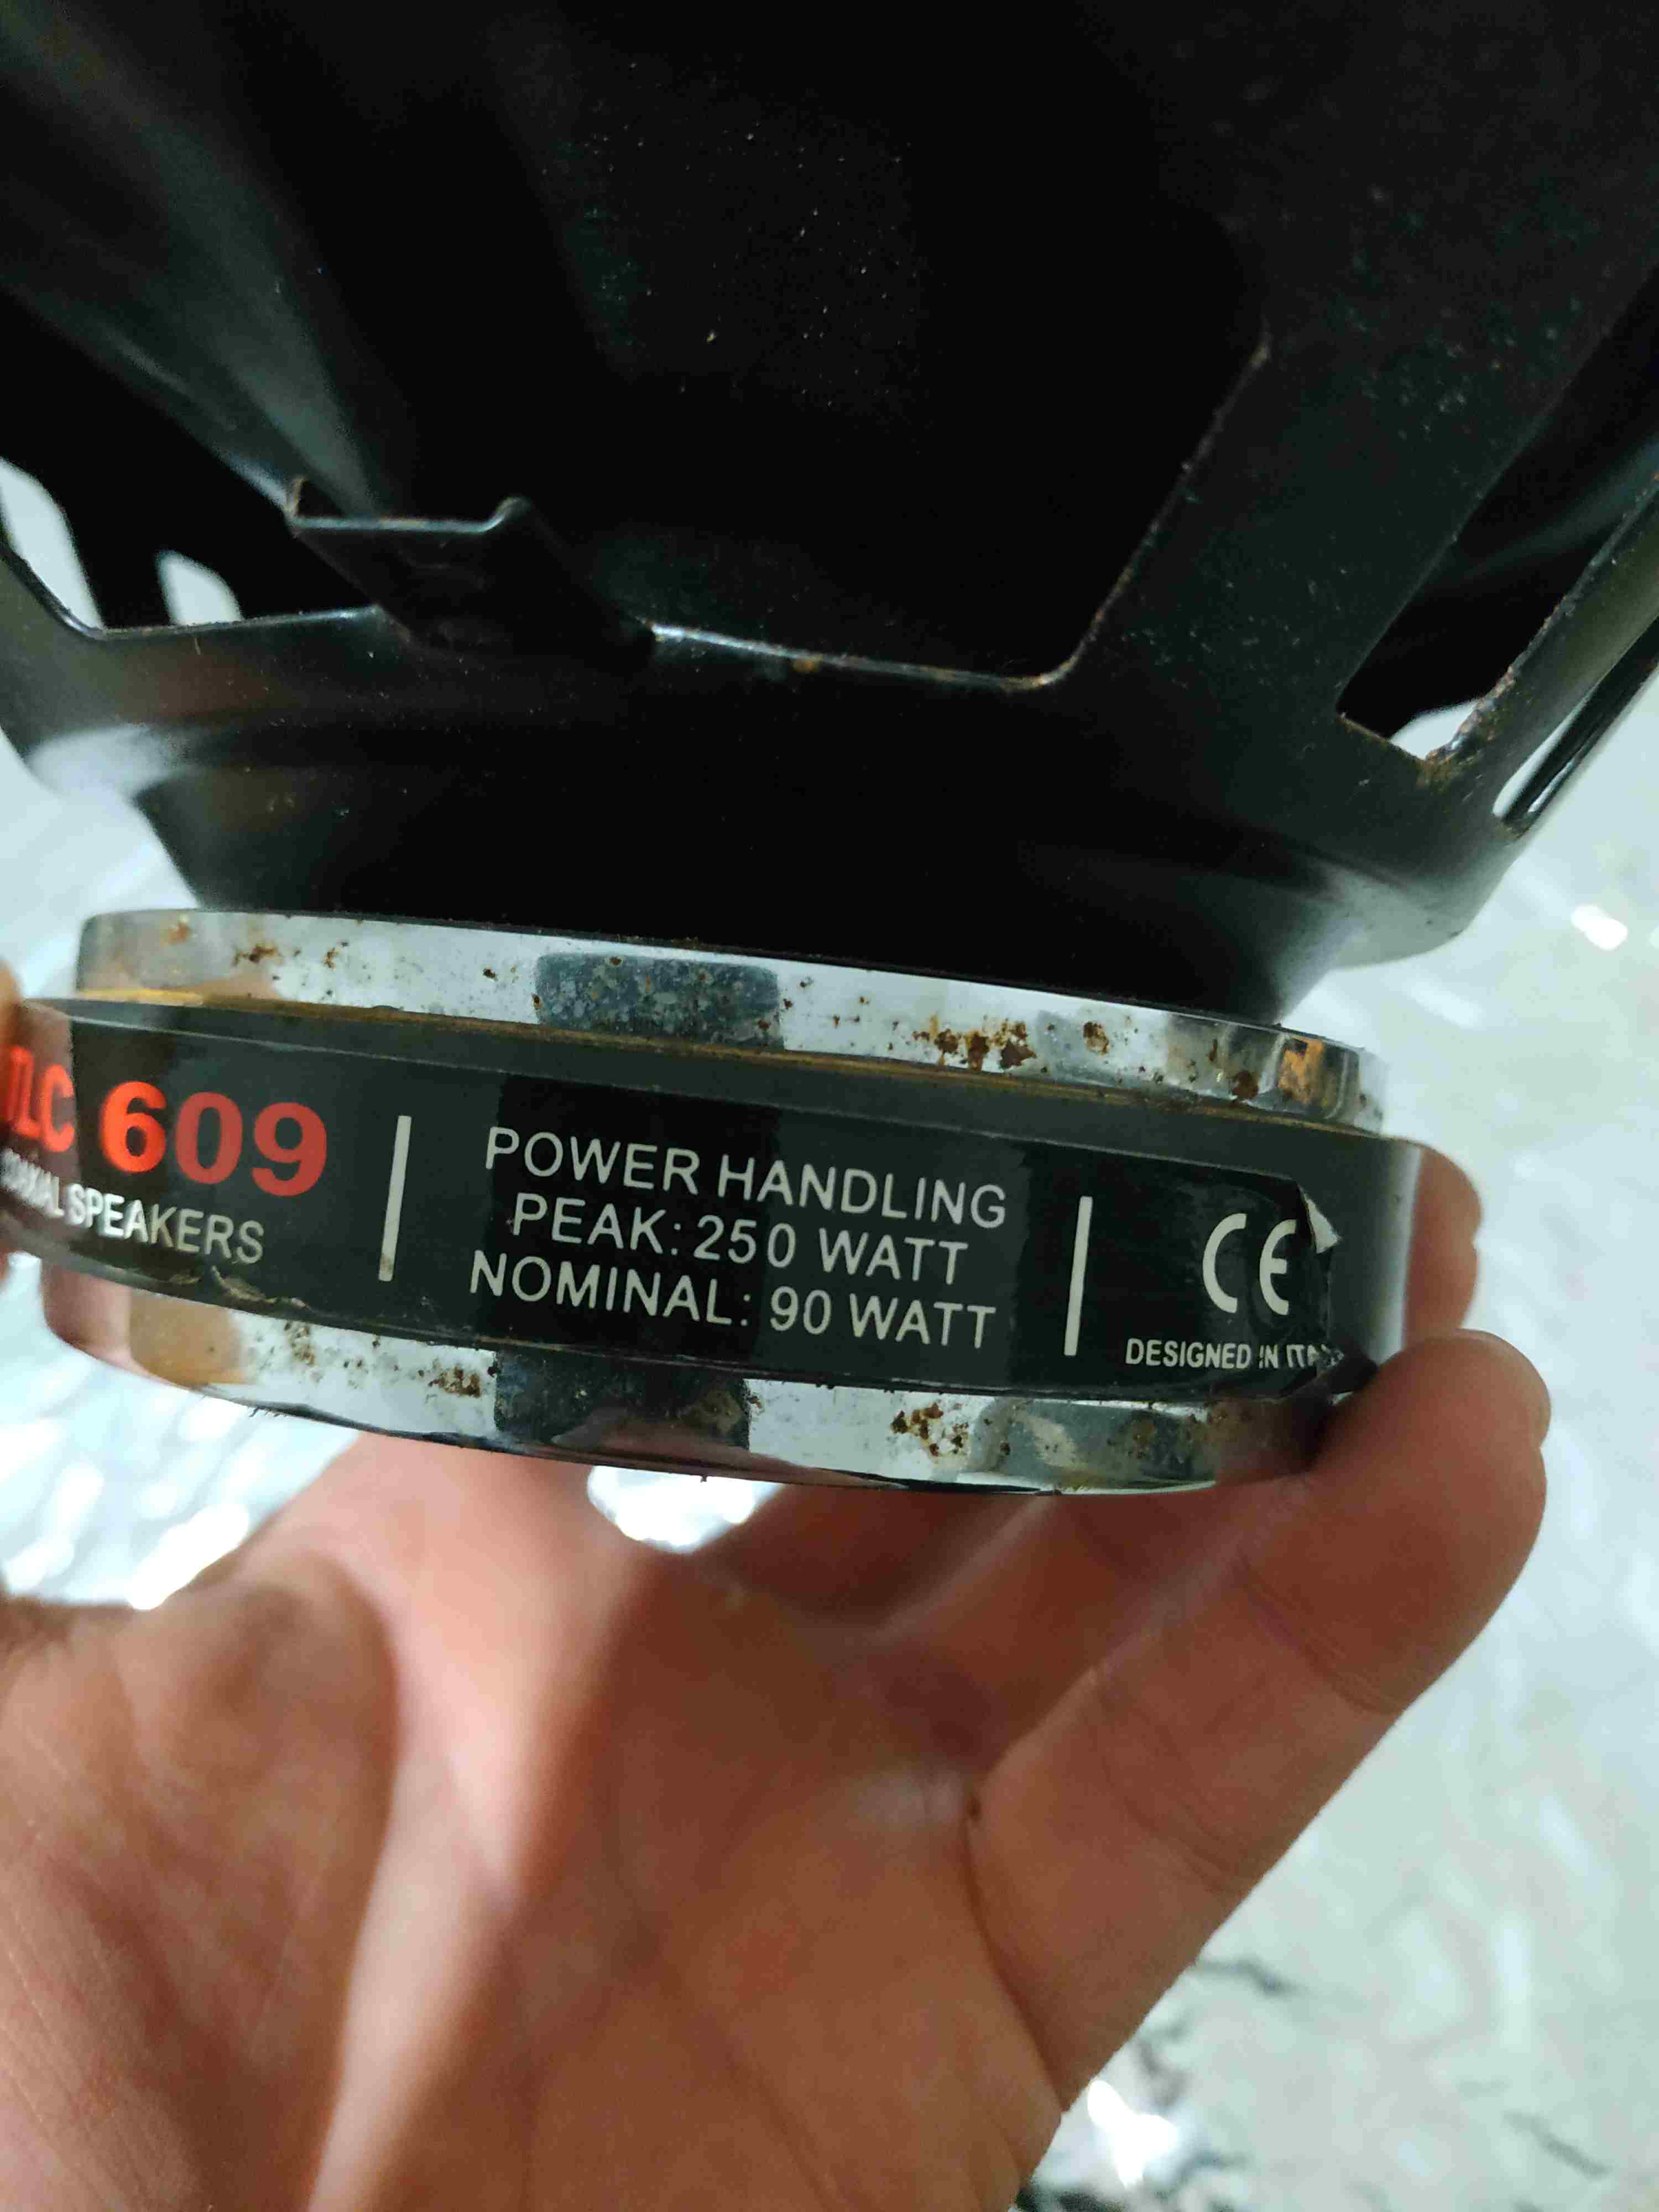 609
SPEAKERS
POWER HANDLING
PEAK: 250 WATT
NOMINAL: 90 WATT
CE
DESIGNED IN